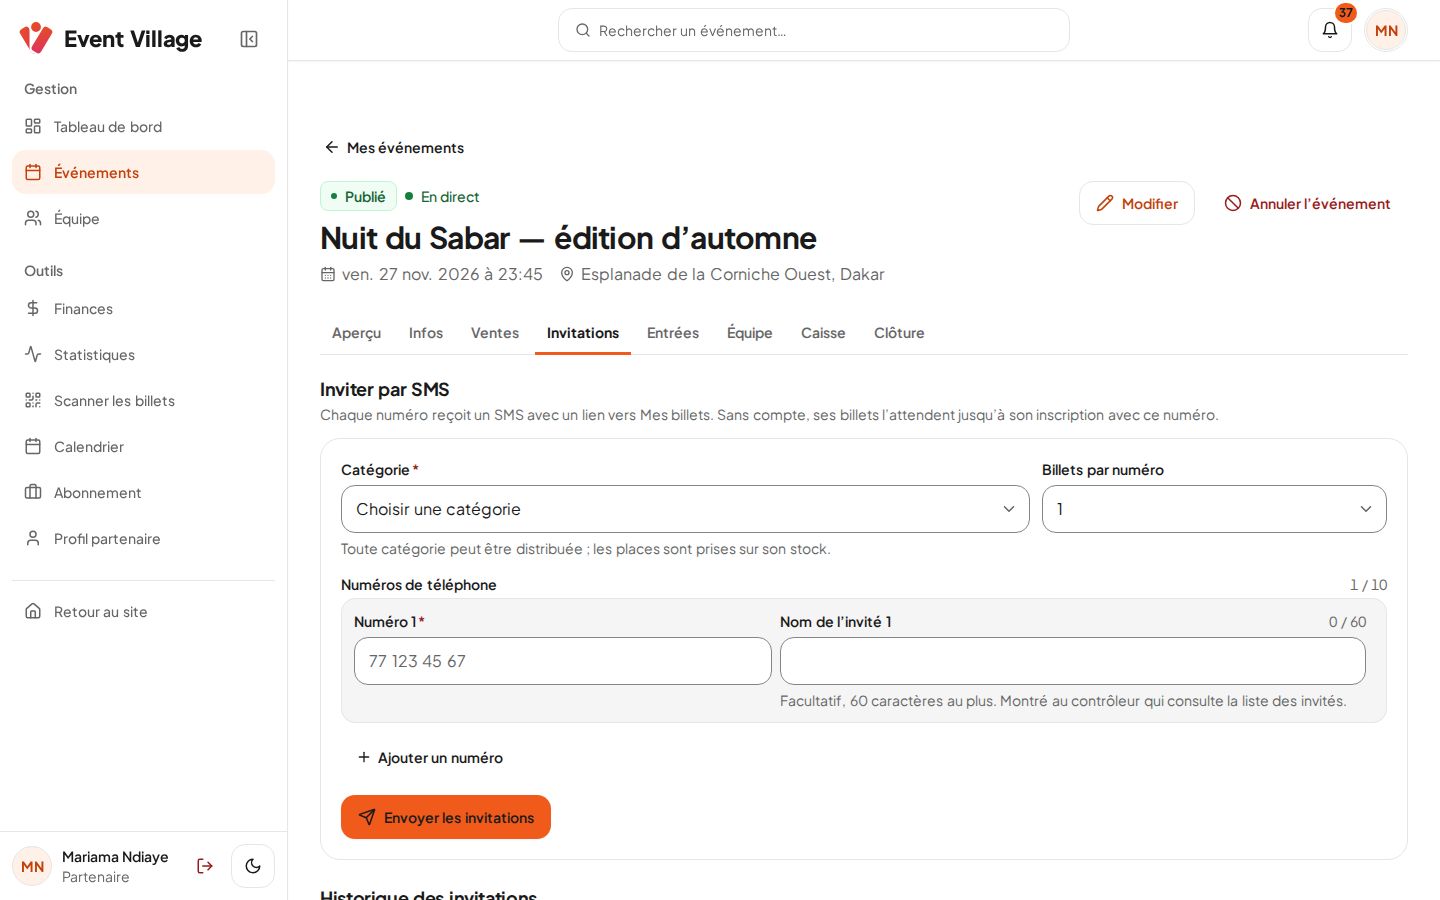 Event Village
Gestion
Tableau de bord
Événements
Équipe
Outils
Finances
Statistiques
Scanner les billets
Calendrier
Abonnement
Profil partenaire
Retour au site
MN
Mariama Ndiaye
Partenaire
Rechercher un événement…
37
MN
Mes événements
Publié
En direct
Modifier
Annuler l’événement
Nuit du Sabar — édition d’automne
ven. 27 nov. 2026 à 23:45
Esplanade de la Corniche Ouest, Dakar
Aperçu
Infos
Ventes
Invitations
Entrées
Équipe
Caisse
Clôture
Inviter par SMS
Chaque numéro reçoit un SMS avec un lien vers Mes billets. Sans compte, ses billets l’attendent jusqu’à son inscription avec ce numéro.
Catégorie *
Billets par numéro
Choisir une catégorie
1
Toute catégorie peut être distribuée ; les places sont prises sur son stock.
Numéros de téléphone
1 / 10
Numéro 1 *
Nom de l’invité 1
0 / 60
77 123 45 67
Facultatif, 60 caractères au plus. Montré au contrôleur qui consulte la liste des invités.
Ajouter un numéro
Envoyer les invitations
Historique des invitations